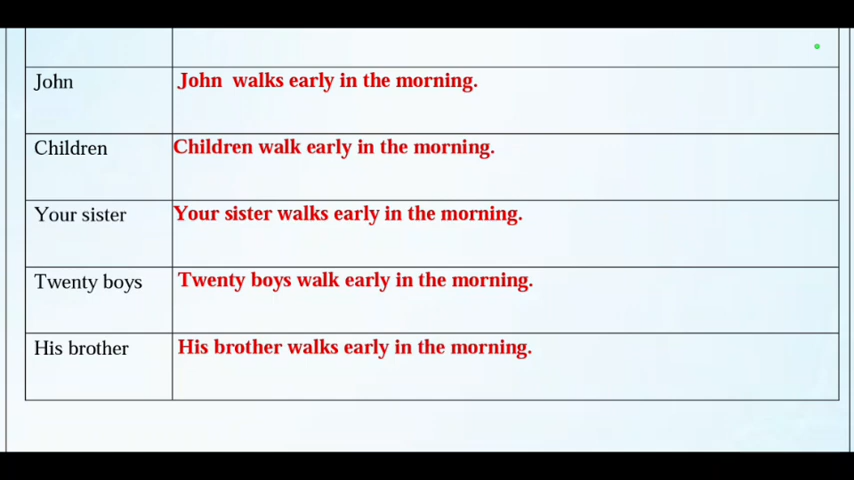 John John walks early in the morning.
Children Children walk early in the morning.
Your sister Your sister walks early in the morning.
Twenty boys Twenty boys walk early in the morning.
His brother His brother walks early in the morning.